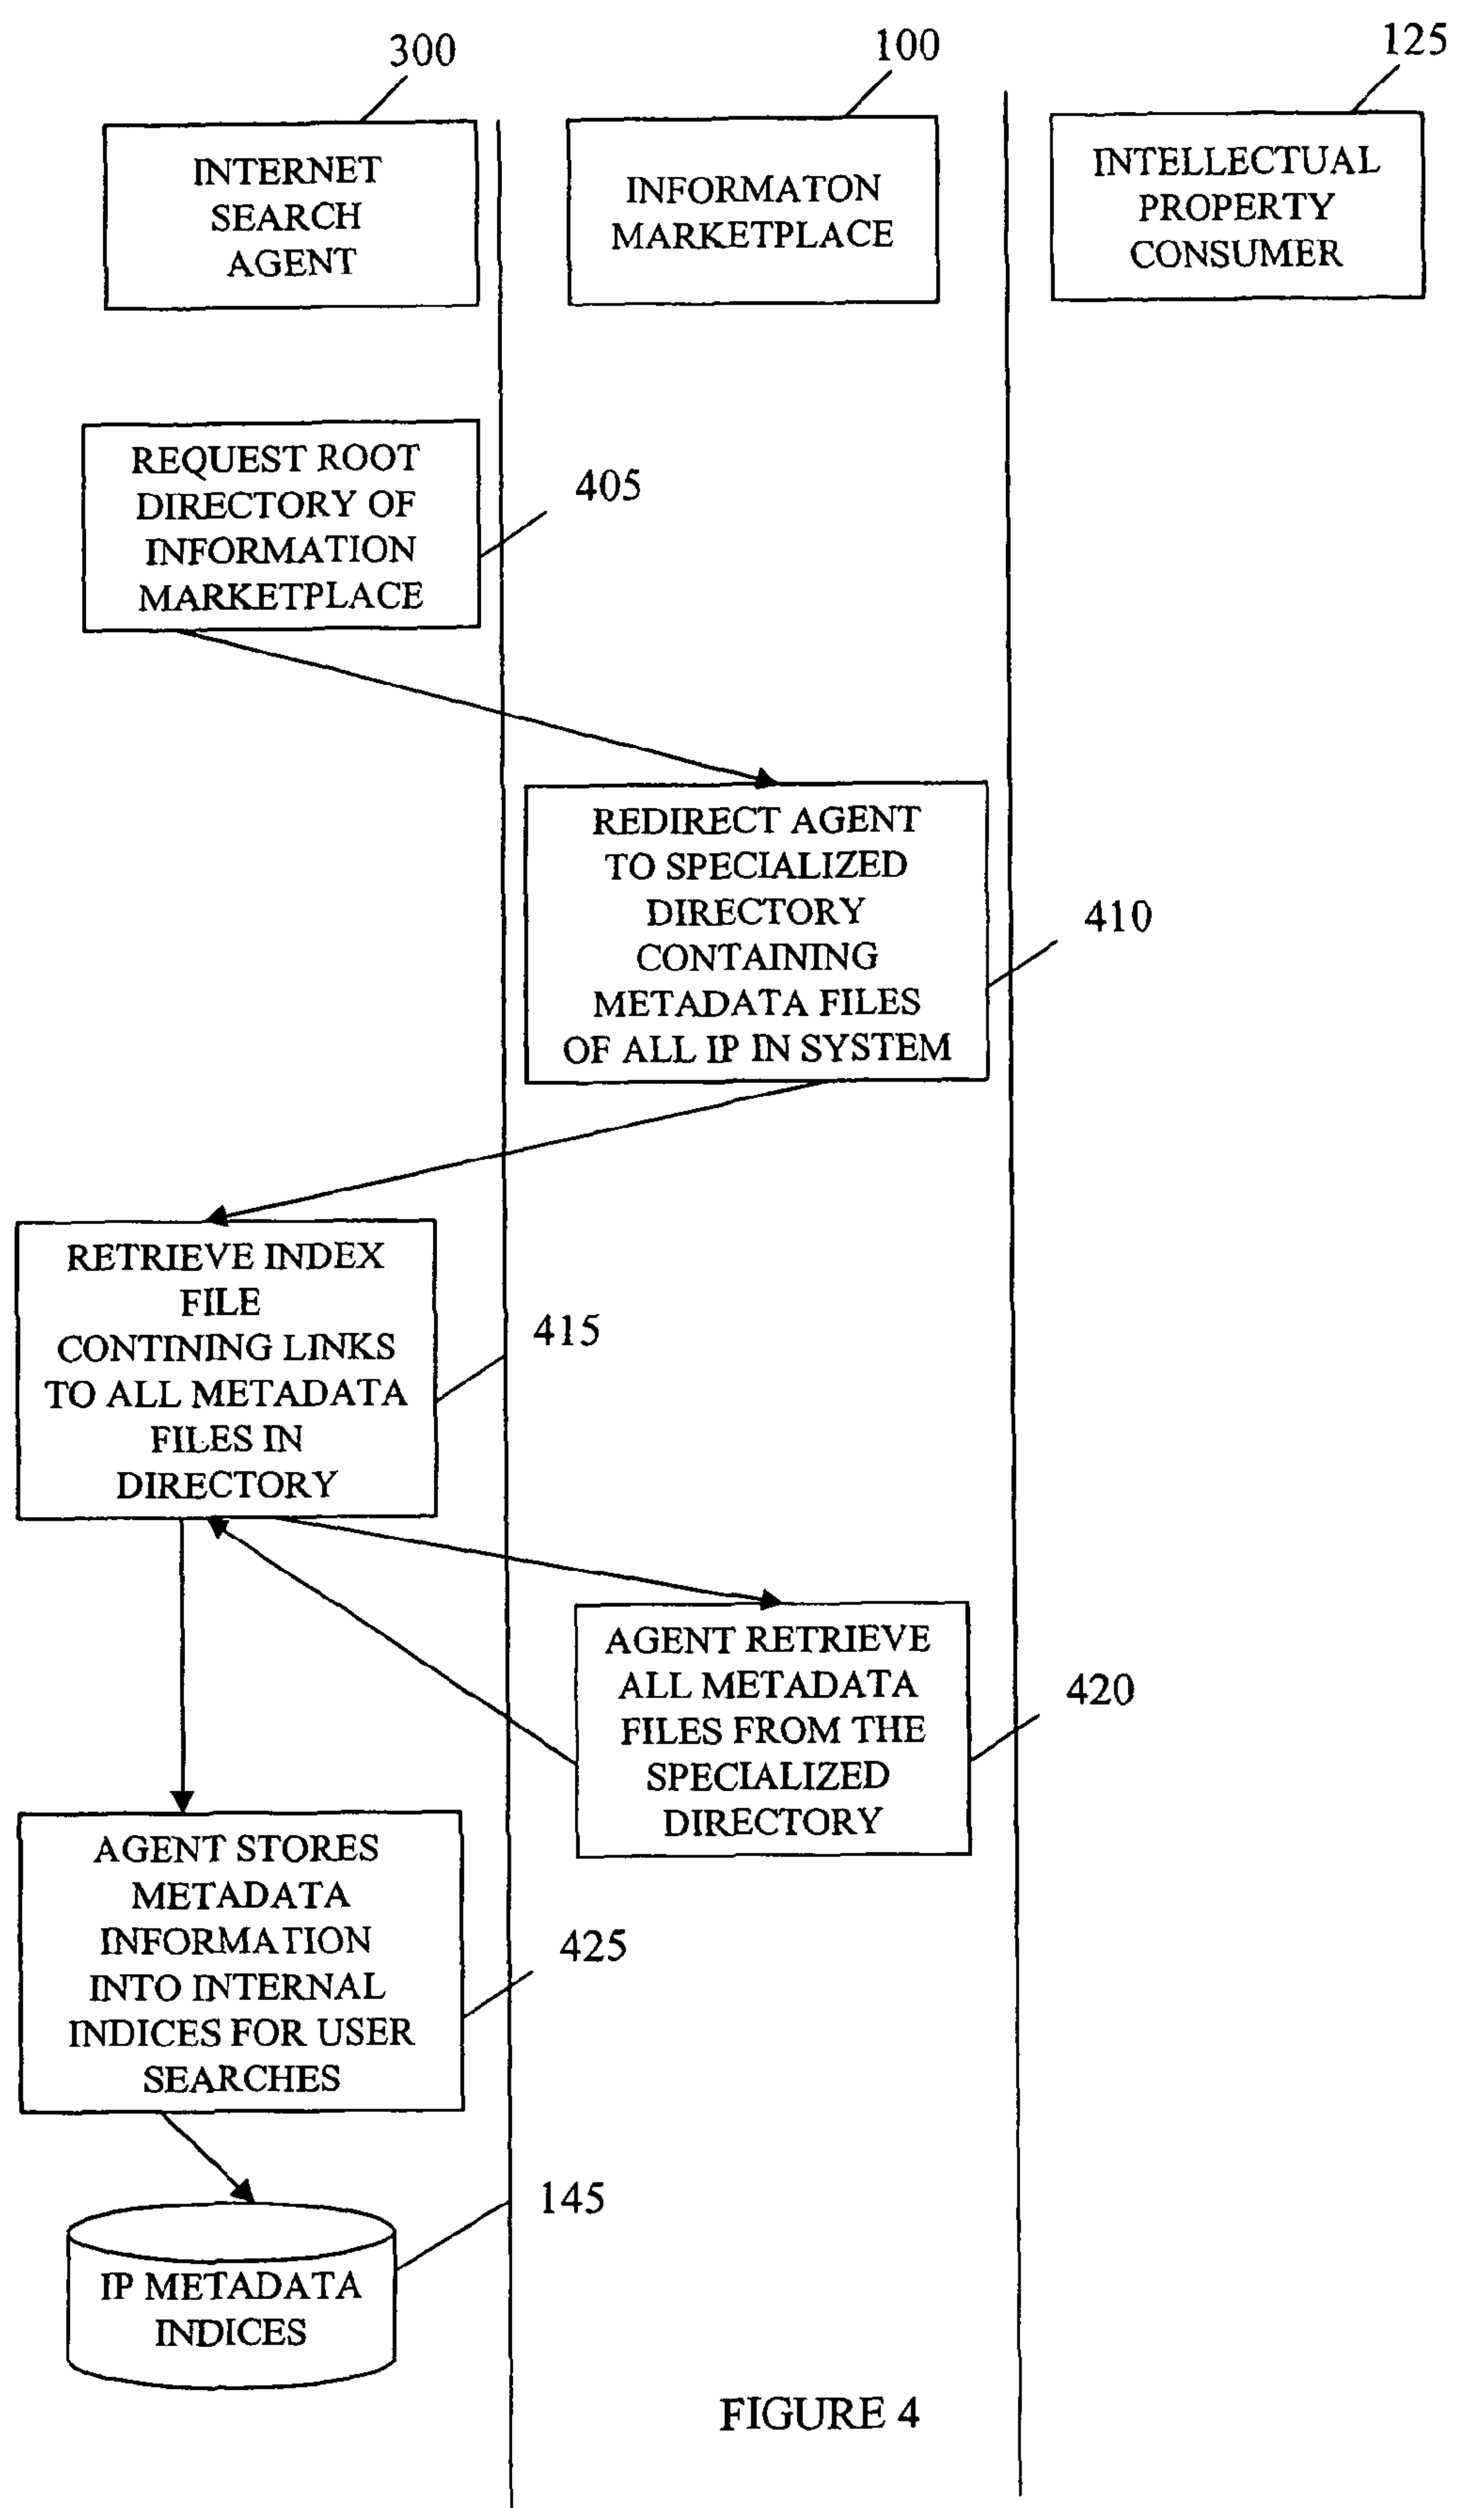 300
100
125
INTERNET
SEARCH
AGENT
INFORMATON
MARKETPLACE
INTELLECTUAL
PROPERTY
CONSUMER
REQUEST ROOT
DIRECTORY OF
INFORMATION
MARKETPLACE
405
REDIRECT AGENT
TO SPECIALIZED
DIRECTORY
CONTAINING
METADATA FILES
OF ALL IP IN SYSTEM
410
RETRIEVE INDEX
FILE
CONTINING LINKS
TO ALL METADATA
FILES IN
DIRECTORY
415
AGENT RETRIEVE
ALL METADATA
FILES FROM THE
SPECIALIZED
DIRECTORY
420
AGENT STORES
METADATA
INFORMATION
INTO INTERNAL
INDICES FOR USER
SEARCHES
425
145
IP METADATA
INDICES
FIGURE 4